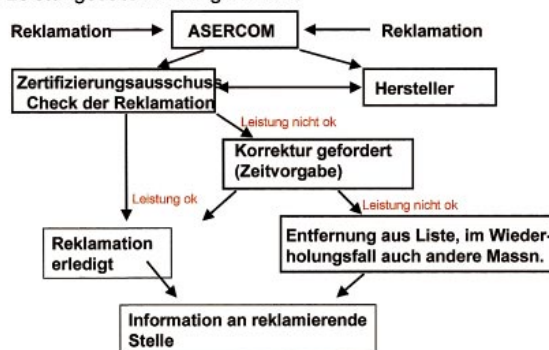 Reklamation
ASERCOM
Reklamation
Zertifizierungsausschuss
Check der Reklamation
Hersteller
Leistung nicht ok
Korrektur gefordert
(Zeitvorgabe)
Leistung ok
Leistung nicht ok
Reklamation
erledigt
Entfernung aus Liste, im Wieder-
holungsfall auch andere Massn.
Information an reklamierende
Stelle